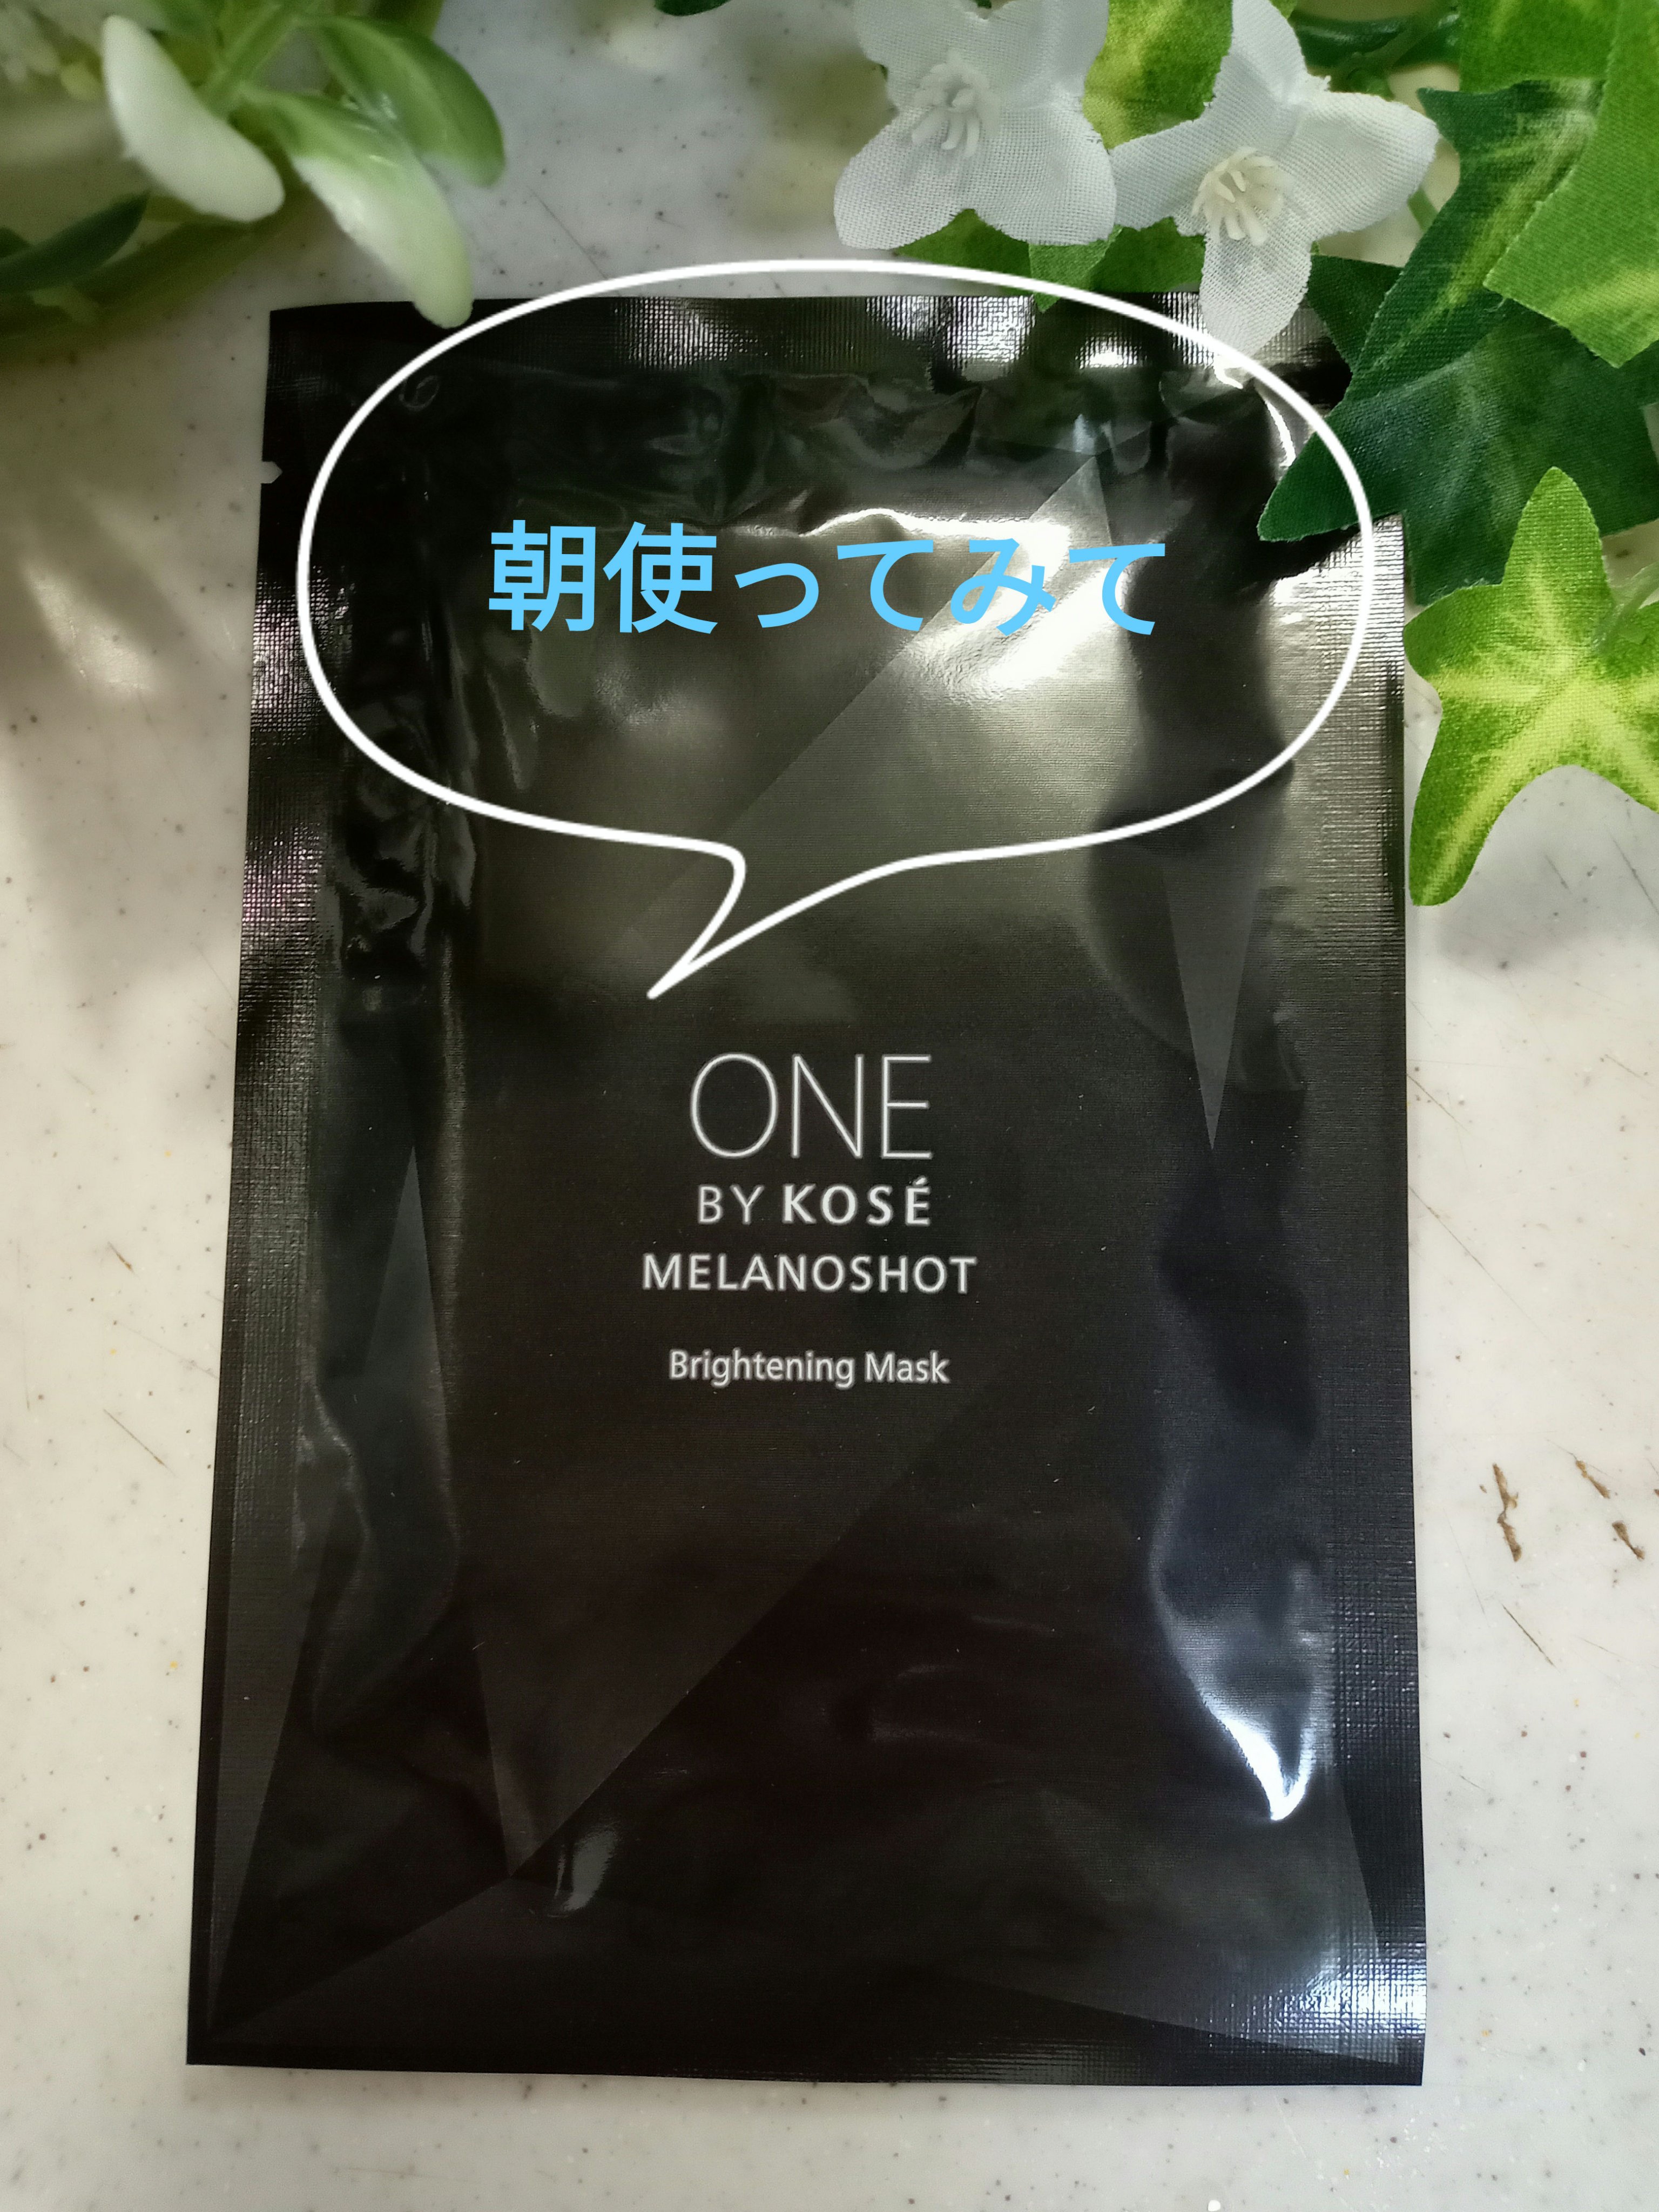 朝使ってみて
ONE
BY KOSÉ
MELANOSHOT
Brightening Mask